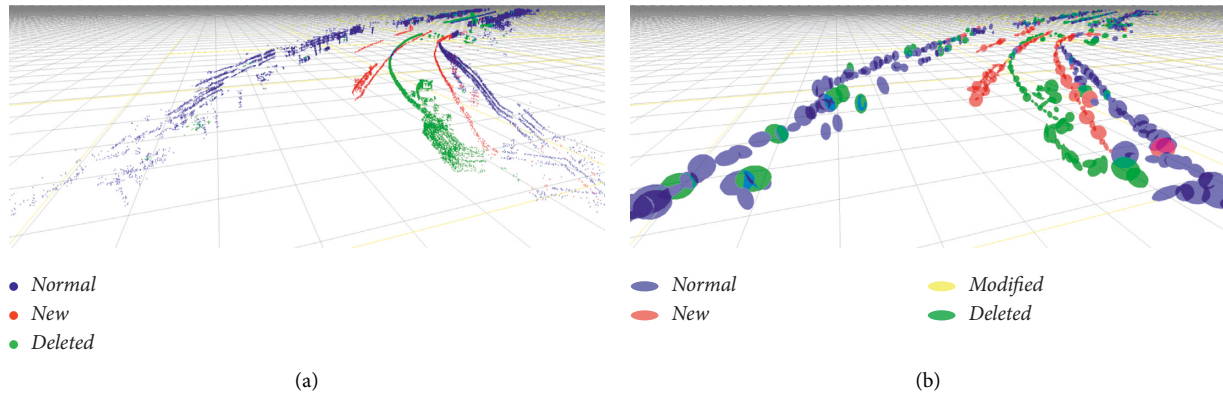 Normal
New
Deleted
(a)
Normal
New
Modified
Deleted
(b)